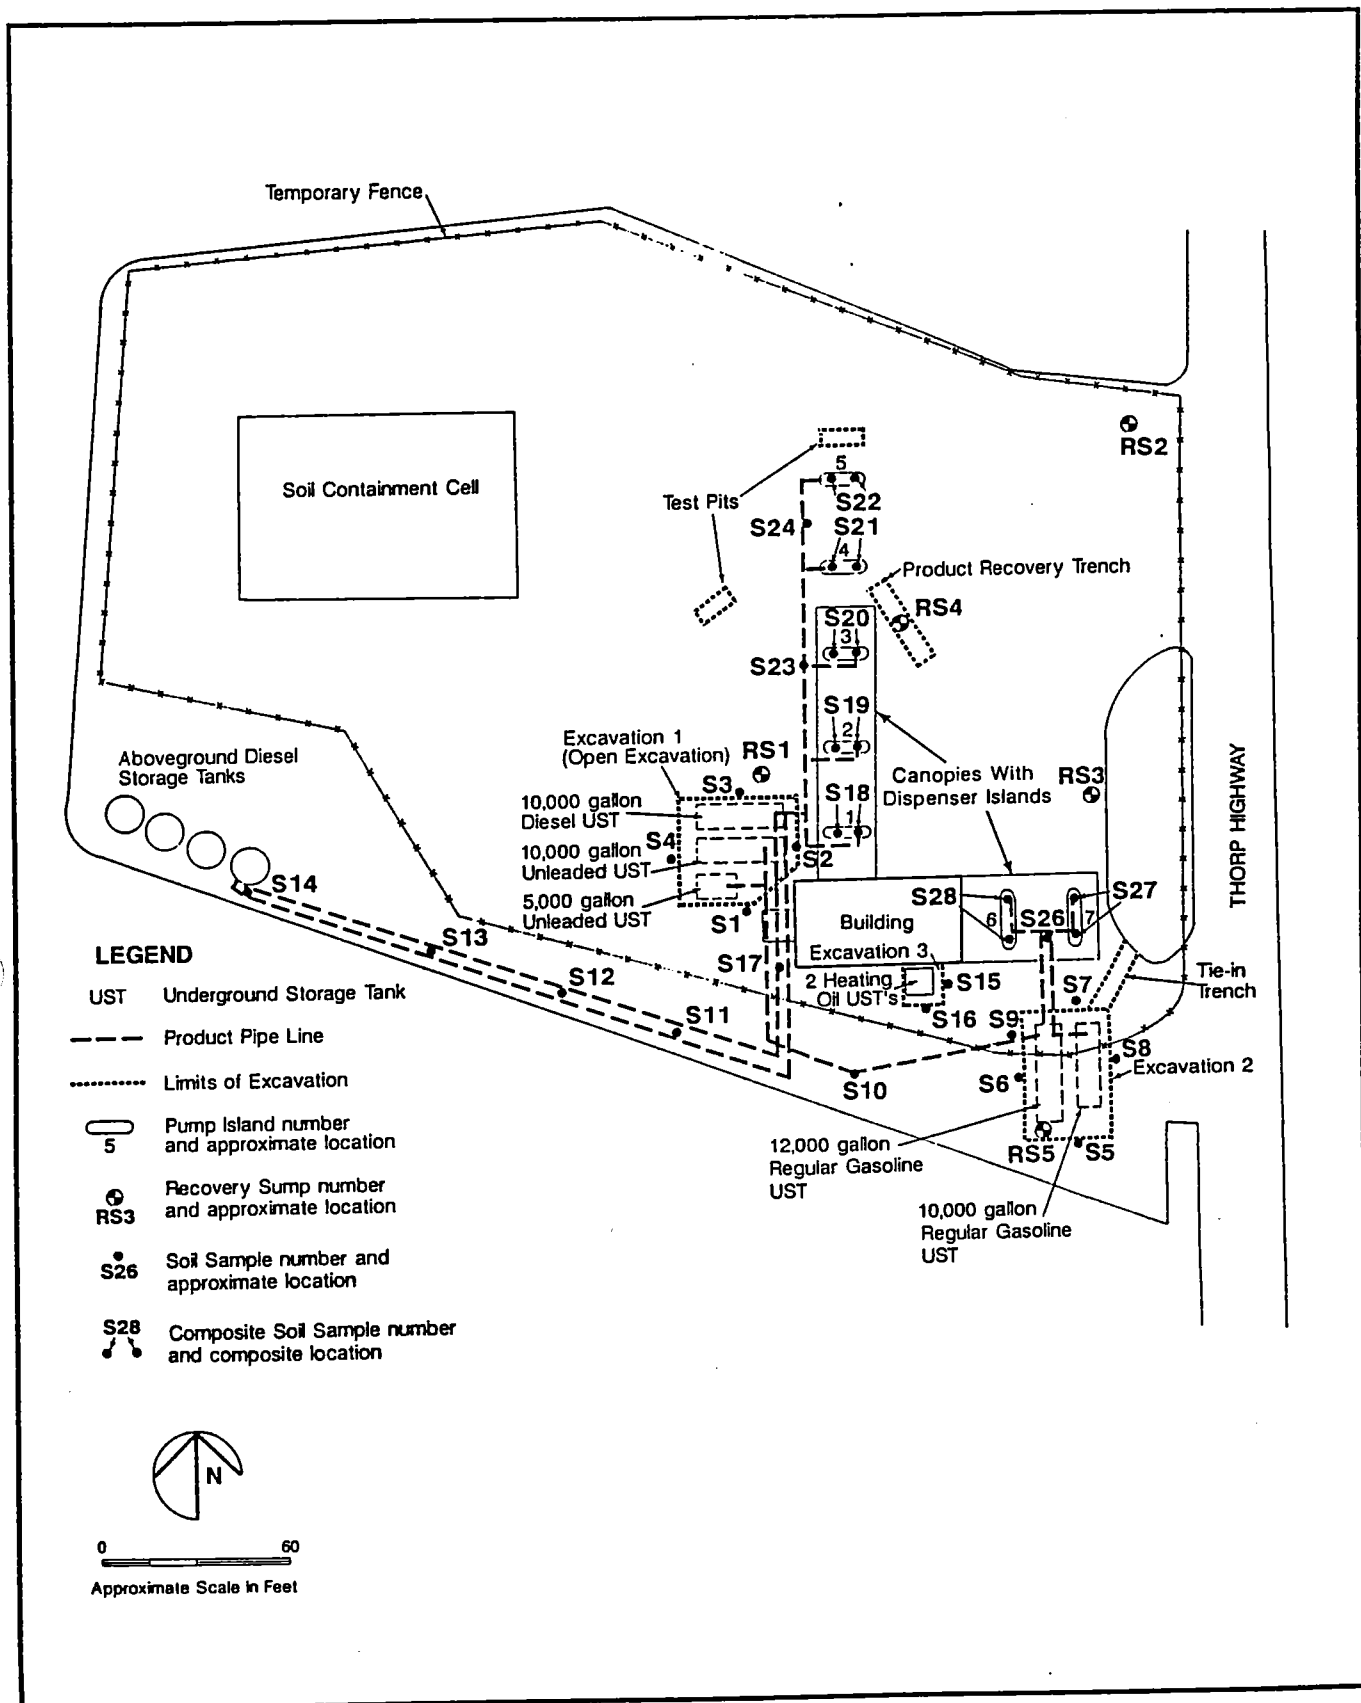 Temporary Fence
RS2
5
S22
Test Pits
S24
S21
4
Product Recovery Trench
RS4
Soil Containment Cell
S20
3
S23
S19
2
Excavation 1
(Open Excavation)
RS1
Aboveground Diesel
Storage Tanks
Canopies With
Dispenser Islands
RS3
THORP HIGHWAY
S3
10,000 gallon
Diesel UST
S18
1
S4
10,000 gallon
Unleaded UST
S2
5,000 gallon
Unleaded UST
S1
S14
Building
S28
6
S26
S27
7
S13
Excavation 3
S17
2 Heating
Oil UST's
S15
S16
S12
S11
S10
S9
S7
Tie-in
Trench
S8
Excavation 2
S6
RS5
S5
12,000 gallon
Regular Gasoline
UST
10,000 gallon
Regular Gasoline
UST
LEGEND
UST Underground Storage Tank
Product Pipe Line
Limits of Excavation
5
Pump Island number
and approximate location
RS3
Recovery Sump number
and approximate location
S26
Soil Sample number and
approximate location
S28
Composite Soil Sample number
and composite location
N
0 60
Approximate Scale in Feet